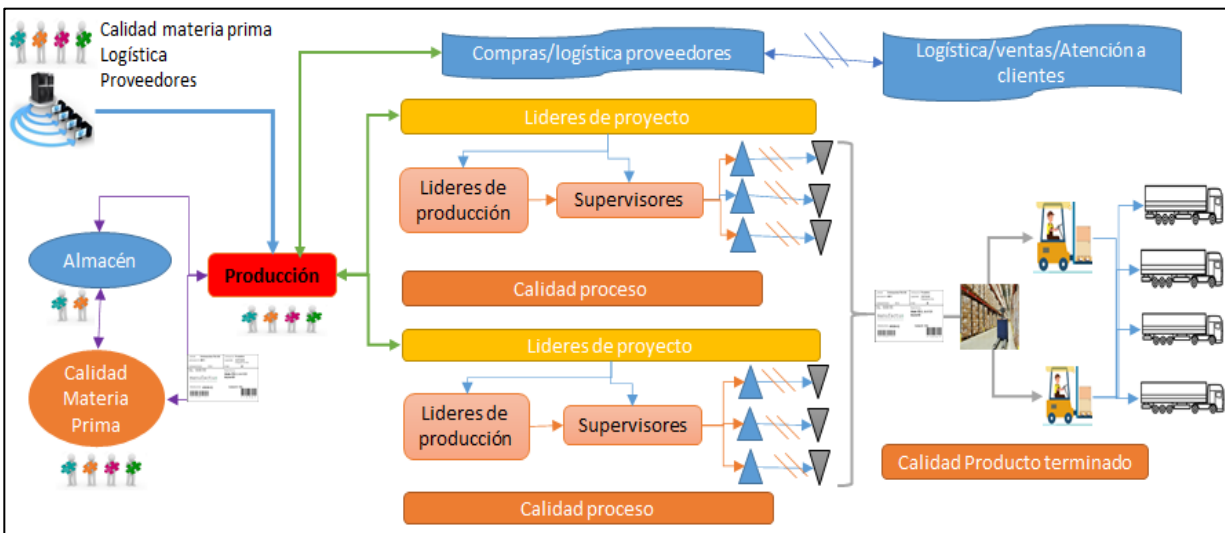 Calidad materia prima
Logística
Proveedores
Compras/logística proveedores
Logística/ventas/Atención a
clientes
Lideres de proyecto
Lideres de
producción
Supervisores
Almacén
Producción
Calidad proceso
Lideres de proyecto
Calidad
Materia
Prima
Lideres de
producción
Supervisores
Calidad Producto terminado
Calidad proceso